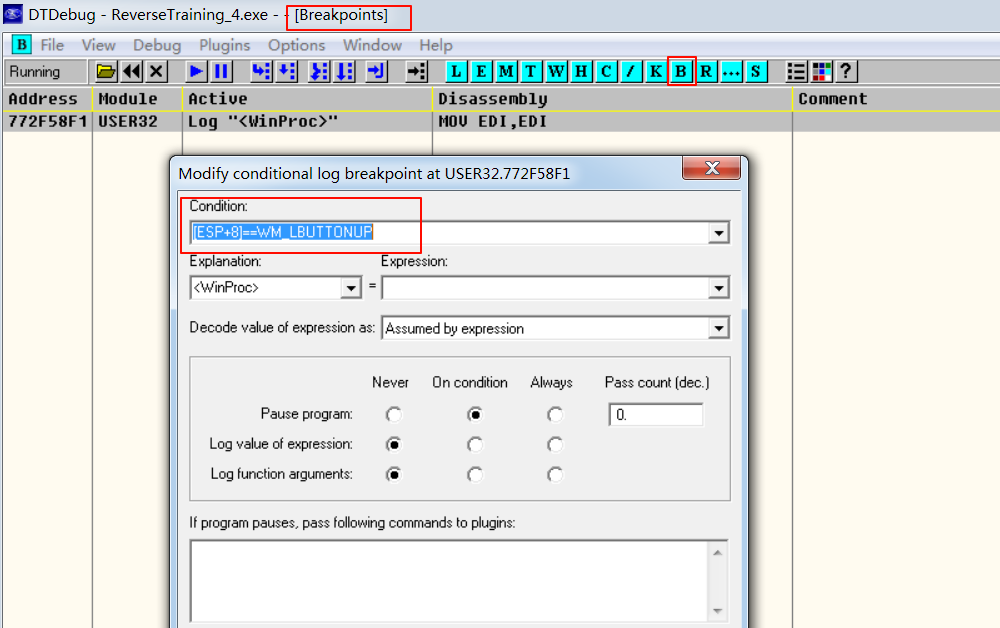 DTDebug - ReverseTraining_4.exe - - [Breakpoints]
B File View Debug Plugins Options Window Help
Running L E M T W H C / K B R ... S ?
Address Module Active Disassembly Comment
772F58F1 USER32 Log "<WinProc>" MOV EDI,EDI
Modify conditional log breakpoint at USER32.772F58F1
Condition:
[ESP+8]==WM_LBUTTONUP
Explanation: Expression:
<WinProc> =
Decode value of expression as: Assumed by expression
Never On condition Always Pass count (dec.)
Pause program: 0.
Log value of expression:
Log function arguments:
If program pauses, pass following commands to plugins: